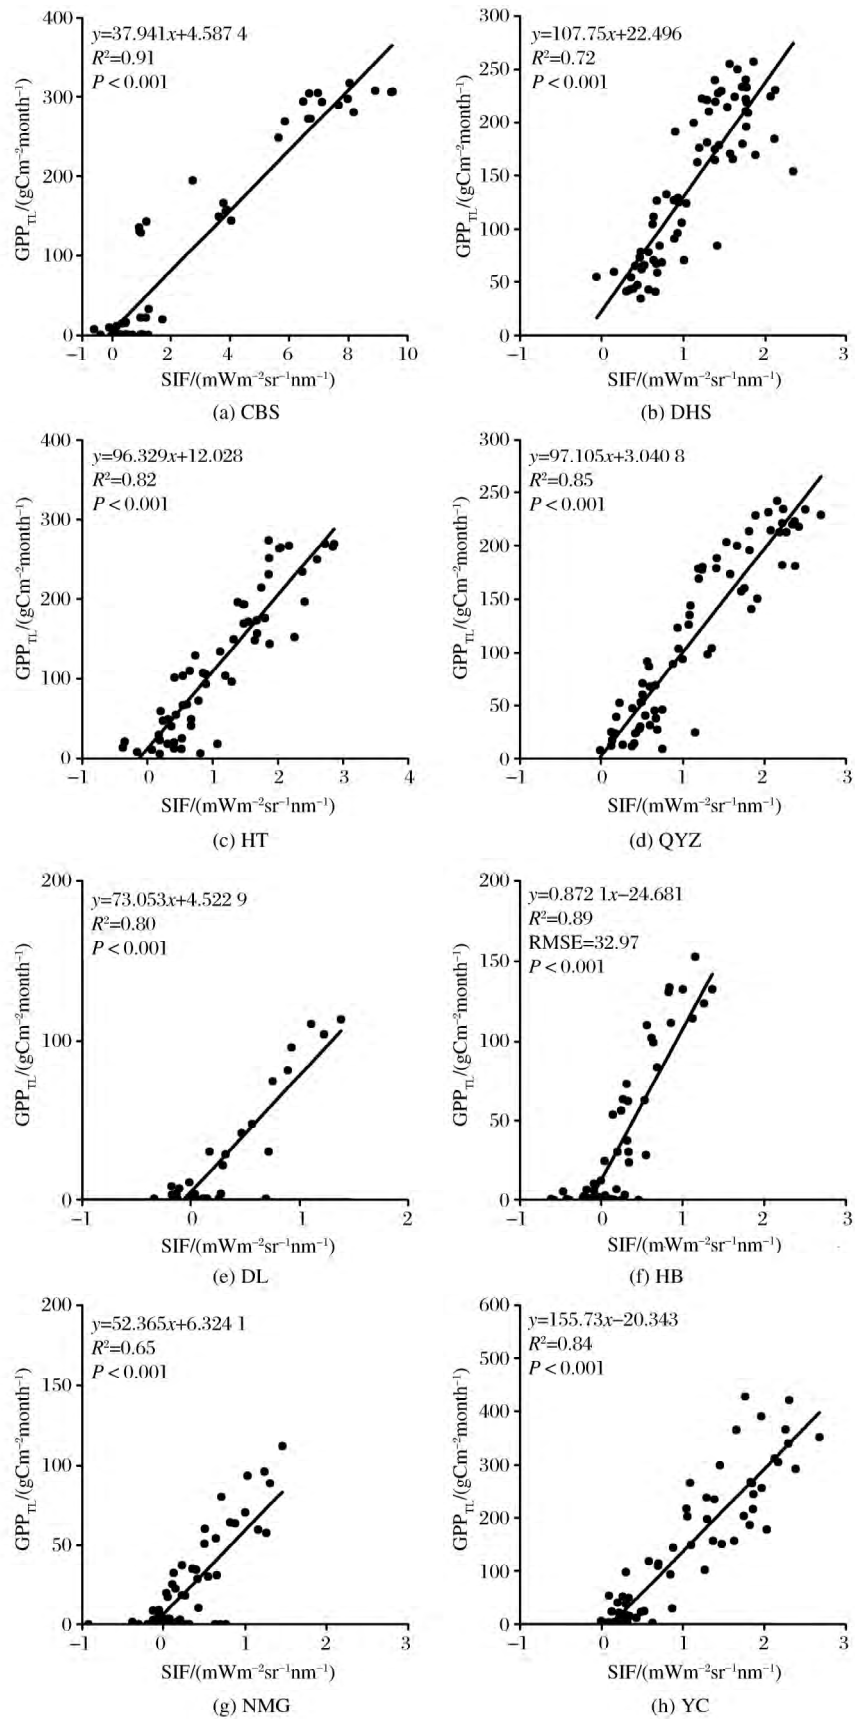 400
300
200
100
0
−1
0
2
4
6
8
10
y=37.941x+4.587 4
R²=0.91
P < 0.001
GPP_TL/(gCm⁻²month⁻¹)
SIF/(mWm⁻²sr⁻¹nm⁻¹)
(a) CBS
300
250
200
150
100
50
0
−1
0
1
2
3
y=107.75x+22.496
R²=0.72
P < 0.001
GPP_TL/(gCm⁻²month⁻¹)
SIF/(mWm⁻²sr⁻¹nm⁻¹)
(b) DHS
400
300
200
100
0
−1
0
1
2
3
4
y=96.329x+12.028
R²=0.82
P < 0.001
GPP_TL/(gCm⁻²month⁻¹)
SIF/(mWm⁻²sr⁻¹nm⁻¹)
(c) HT
300
250
200
150
100
50
0
−1
0
1
2
3
y=97.105x+3.040 8
R²=0.85
P < 0.001
GPP_TL/(gCm⁻²month⁻¹)
SIF/(mWm⁻²sr⁻¹nm⁻¹)
(d) QYZ
200
100
0
−1
0
1
2
y=73.053x+4.522 9
R²=0.80
P < 0.001
GPP_TL/(gCm⁻²month⁻¹)
SIF/(mWm⁻²sr⁻¹nm⁻¹)
(e) DL
200
150
100
50
0
−1
0
1
2
3
y=0.872 1x−24.681
R²=0.89
RMSE=32.97
P < 0.001
GPP_TL/(gCm⁻²month⁻¹)
SIF/(mWm⁻²sr⁻¹nm⁻¹)
(f) HB
200
150
100
50
0
−1
0
1
2
3
y=52.365x+6.324 1
R²=0.65
P < 0.001
GPP_TL/(gCm⁻²month⁻¹)
SIF/(mWm⁻²sr⁻¹nm⁻¹)
(g) NMG
600
500
400
300
200
100
0
−1
0
1
2
3
y=155.73x−20.343
R²=0.84
P < 0.001
GPP_TL/(gCm⁻²month⁻¹)
SIF/(mWm⁻²sr⁻¹nm⁻¹)
(h) YC